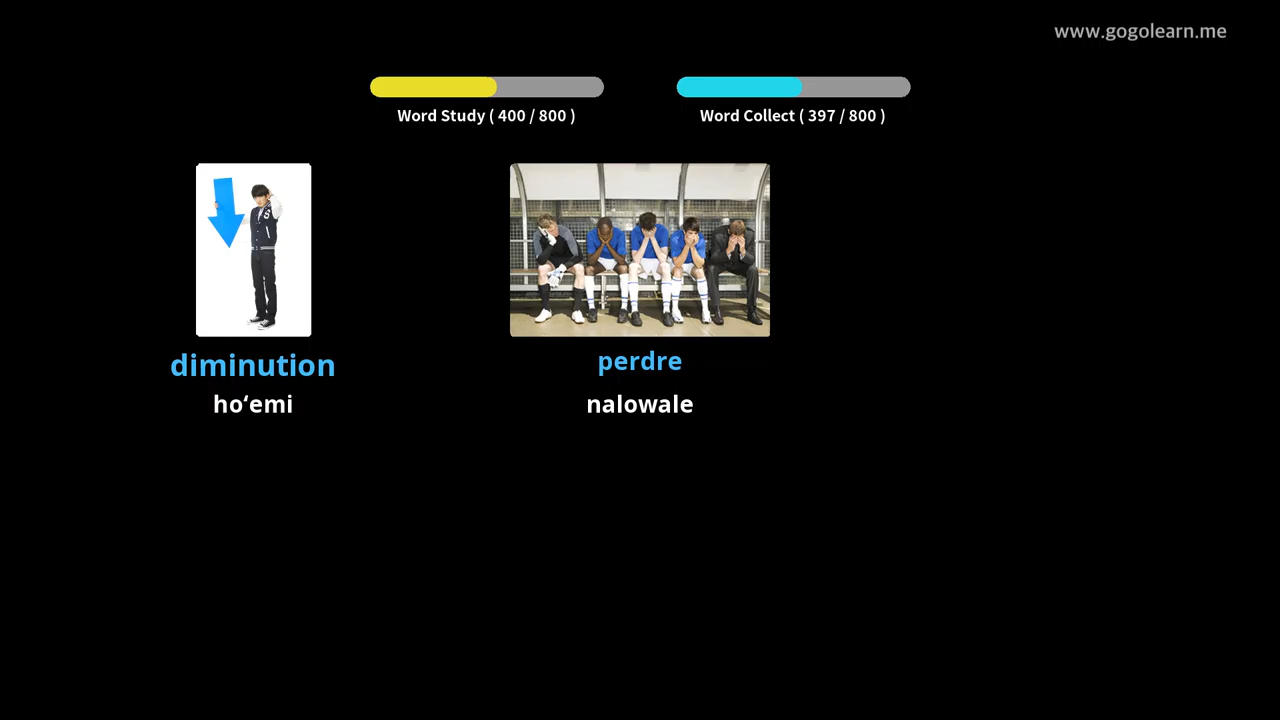 www.gogolearn.me
Word Study ( 400 / 800 )
Word Collect ( 397 / 800 )
diminution
hoʻemi
perdre
nalowale